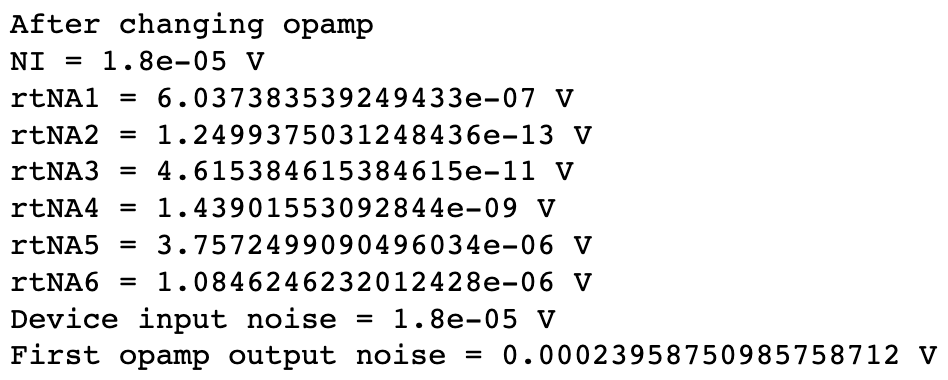 After changing opamp
NI = 1.8e-05 V
rtNA1 = 6.037383539249433e-07 V
rtNA2 = 1.2499375031248436e-13 V
rtNA3 = 4.615384615384615e-11 V
rtNA4 = 1.43901553092844e-09 V
rtNA5 = 3.7572499090496034e-06 V
rtNA6 = 1.0846246232012428e-06 V
Device input noise = 1.8e-05 V
First opamp output noise = 0.00023958750985758712 V